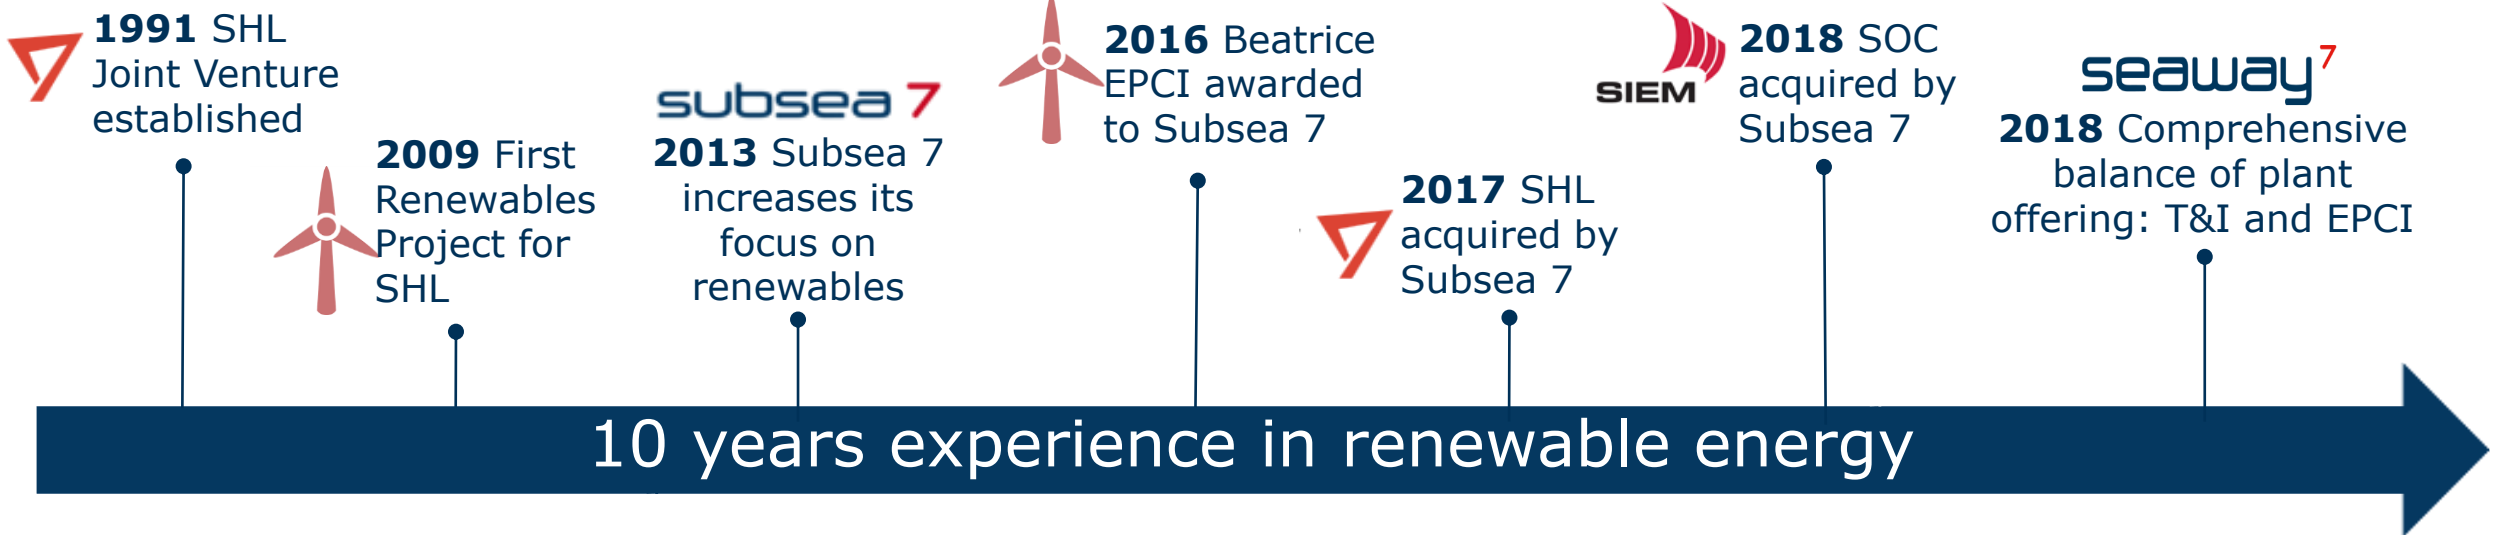 1991 SHL
Joint Venture
established
2009 First
Renewables
Project for
SHL
subsea 7
2013 Subsea 7
increases its
focus on
renewables
2016 Beatrice
EPCI awarded
to Subsea 7
2017 SHL
acquired by
Subsea 7
SIEM
2018 SOC
acquired by
Subsea 7
seaway 7
2018 Comprehensive
balance of plant
offering: T&I and EPCI
10 years experience in renewable energy